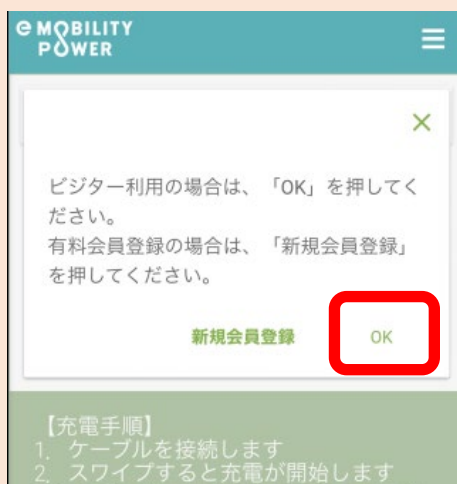 e MOBILITY
POWER
ビジター利用の場合は、「OK」を押してく
ださい。
有料会員登録の場合は、「新規会員登録」
を押してください。
新規会員登録
OK
【充電手順】
1. ケーブルを接続します
2. スワイプすると充電が開始します